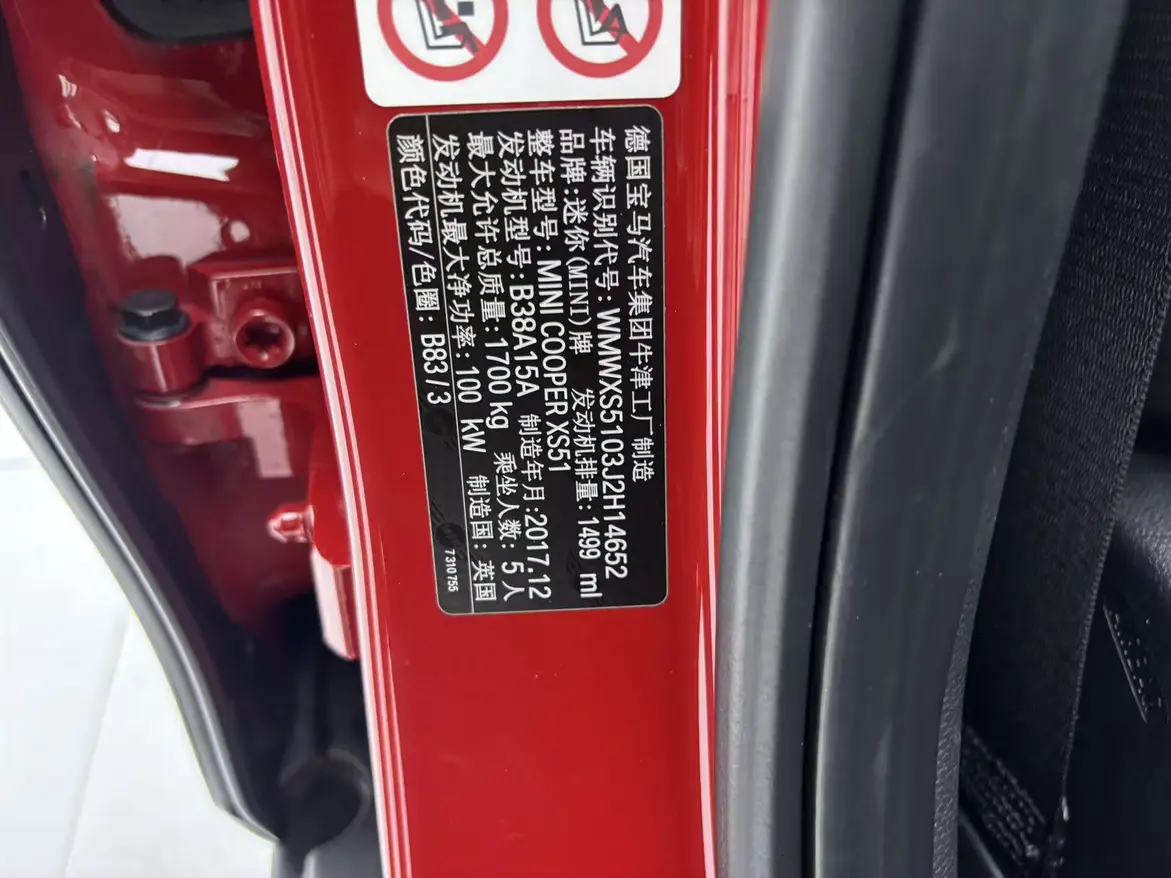 德国宝马汽车集团牛津工厂制造
车辆识别代号: WMWXS5103J2H14652
品牌:迷你(MINI)牌 发动机排量:1499 ml
整车型号: MINI COOPER XS51
发动机型号:B38A15A 制造年月:2017.12
最大允许总质量:1700 kg 乘坐人数: 5 人
发动机最大净功率:100 kW 制造国: 英国
颜色代码/色圈: B83/3
7 310 755